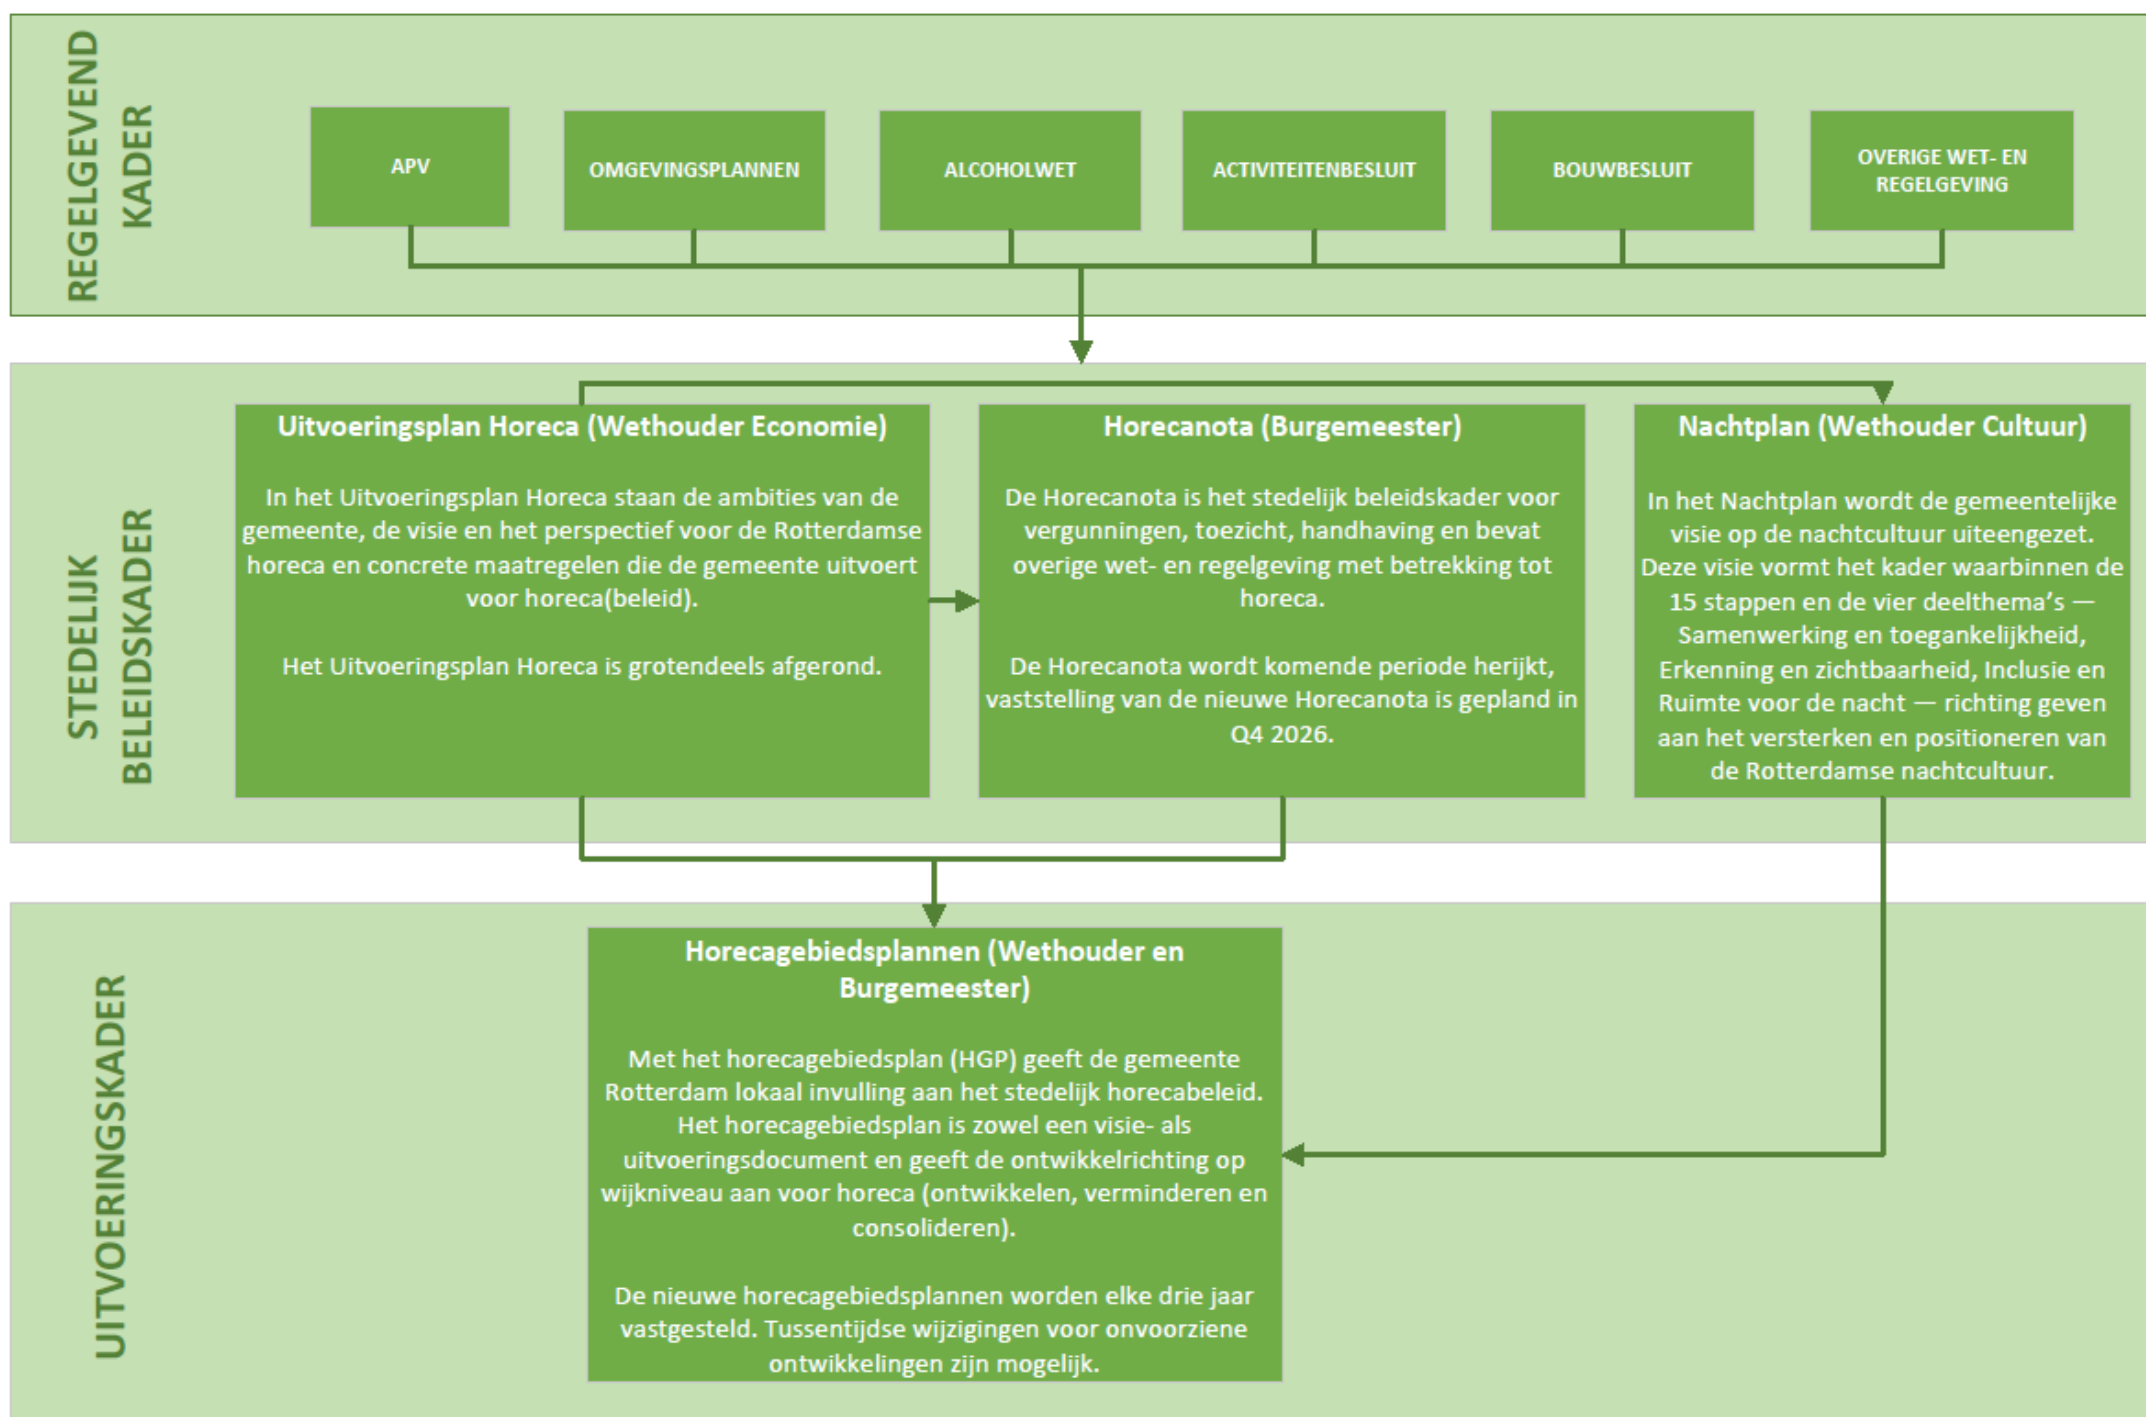 REGELGEVEND
KADER
APV
OMGEVINGSPLANNEN
ALCOHOLWET
ACTIVITEITENBESLUIT
BOUWBESLUIT
OVERIGE WET- EN
REGELGEVING
STEDELIJK
BELEIDSKADER
Uitvoeringsplan Horeca (Wethouder Economie)
In het Uitvoeringsplan Horeca staan de ambities van de
gemeente, de visie en het perspectief voor de Rotterdamse
horeca en concrete maatregelen die de gemeente uitvoert
voor horeca(beleid).
Het Uitvoeringsplan Horeca is grotendeels afgerond.
Horecanota (Burgemeester)
De Horecanota is het stedelijk beleidskader voor
vergunningen, toezicht, handhaving en bevat
overige wet- en regelgeving met betrekking tot
horeca.
De Horecanota wordt komende periode herijkt,
vaststelling van de nieuwe Horecanota is gepland in
Q4 2026.
Nachtplan (Wethouder Cultuur)
In het Nachtplan wordt de gemeentelijke
visie op de nachtcultuur uiteengezet.
Deze visie vormt het kader waarbinnen de
15 stappen en de vier deelthema’s —
Samenwerking en toegankelijkheid,
Erkenning en zichtbaarheid, Inclusie en
Ruimte voor de nacht — richting geven
aan het versterken en positioneren van
de Rotterdamse nachtcultuur.
UITVOERINGSKADER
Horecagebiedsplannen (Wethouder en
Burgemeester)
Met het horecagebiedsplan (HGP) geeft de gemeente
Rotterdam lokaal invulling aan het stedelijk horecabeleid.
Het horecagebiedsplan is zowel een visie- als
uitvoeringsdocument en geeft de ontwikkelrichting op
wijkniveau aan voor horeca (ontwikkelen, verminderen en
consolideren).
De nieuwe horecagebiedsplannen worden elke drie jaar
vastgesteld. Tussentijdse wijzigingen voor onvoorziene
ontwikkelingen zijn mogelijk.